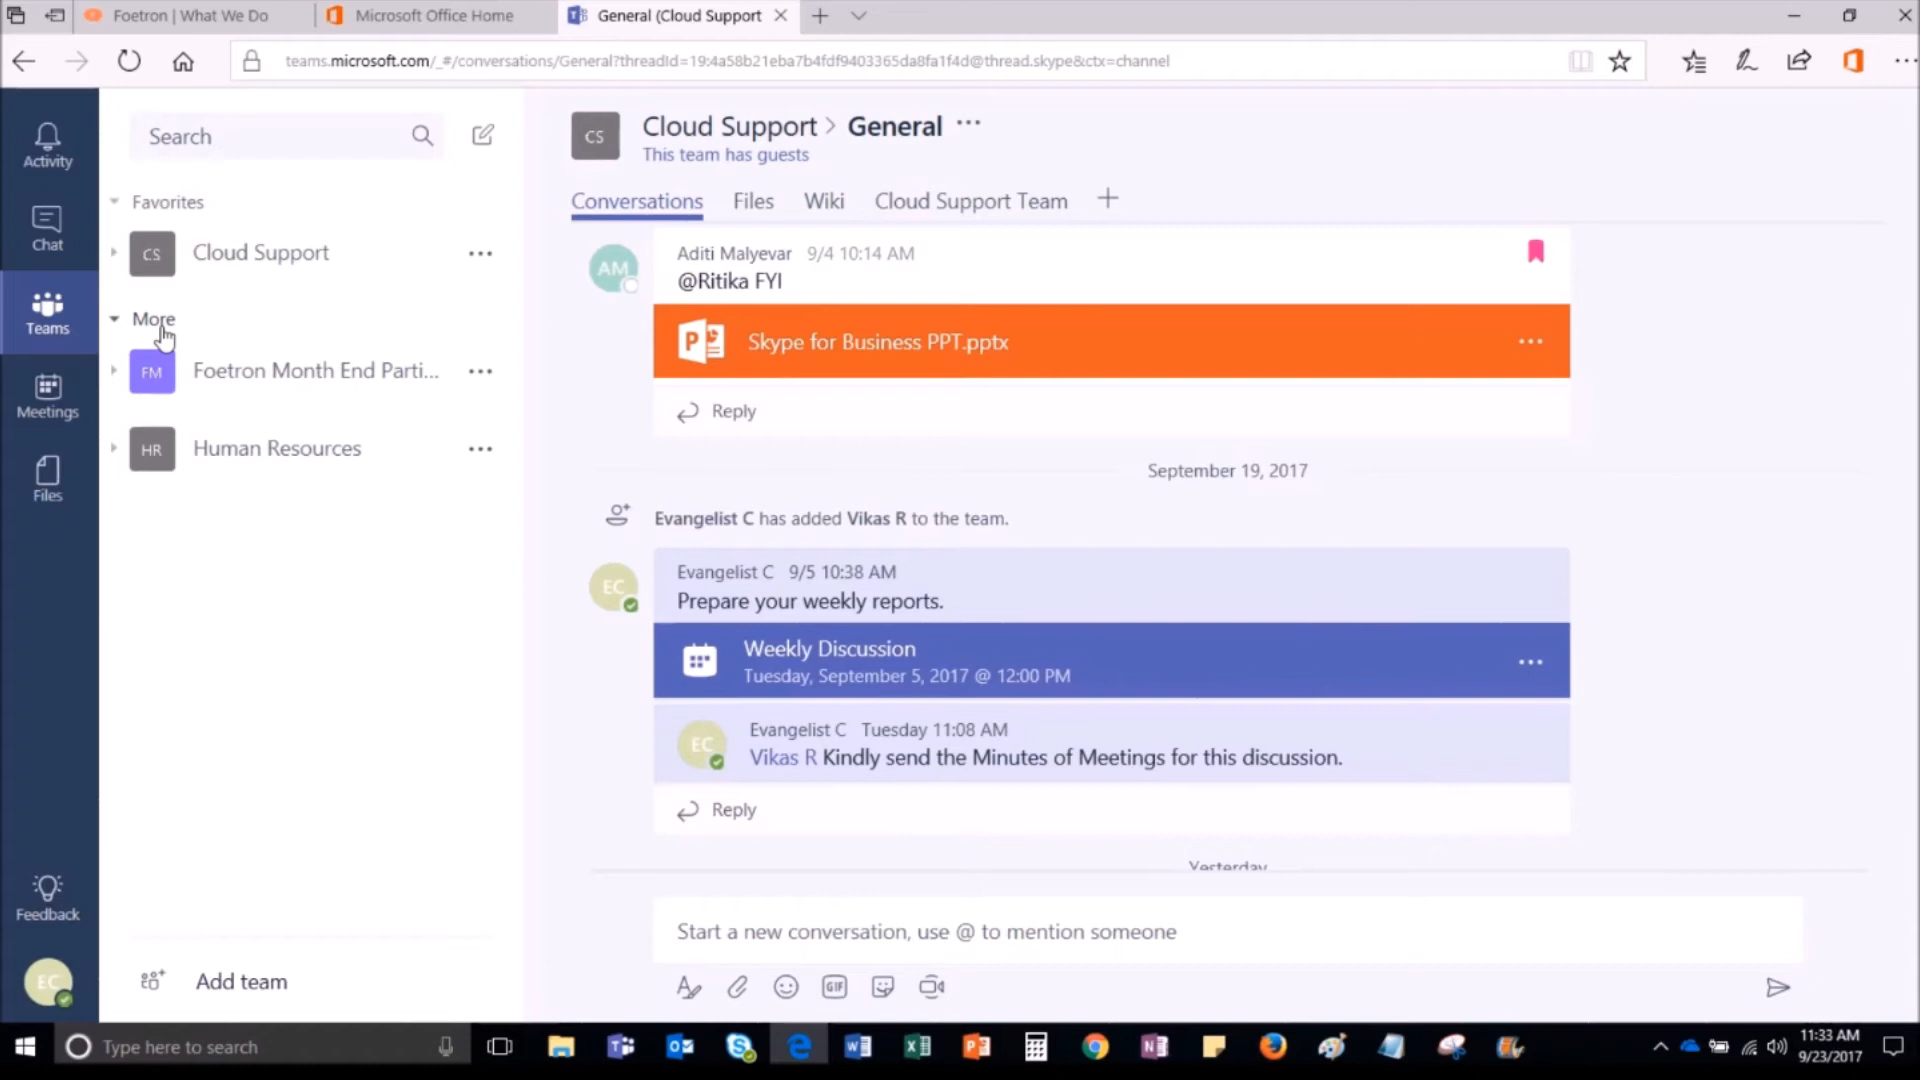 Foetron | What We Do
Microsoft Office Home
General (Cloud Support
teams.microsoft.com/_#/conversations/General?threadId=19:4a58b21eba7b4fdf9403365da8fa1f4d@thread.skype&ctx=channel
Activity
Chat
Teams
Meetings
Files
Feedback
EC
Search
Favorites
CS Cloud Support
More
FM Foetron Month End Parti...
HR Human Resources
Add team
CS Cloud Support > General
This team has guests
Conversations Files Wiki Cloud Support Team
AM Aditi Malyevar 9/4 10:14 AM
@Ritika FYI
Skype for Business PPT.pptx
Reply
September 19, 2017
Evangelist C has added Vikas R to the team.
EC Evangelist C 9/5 10:38 AM
Prepare your weekly reports.
Weekly Discussion
Tuesday, September 5, 2017 @ 12:00 PM
EC Evangelist C Tuesday 11:08 AM
Vikas R Kindly send the Minutes of Meetings for this discussion.
Reply
Yesterday
Start a new conversation, use @ to mention someone
GIF
Type here to search
11:33 AM
9/23/2017